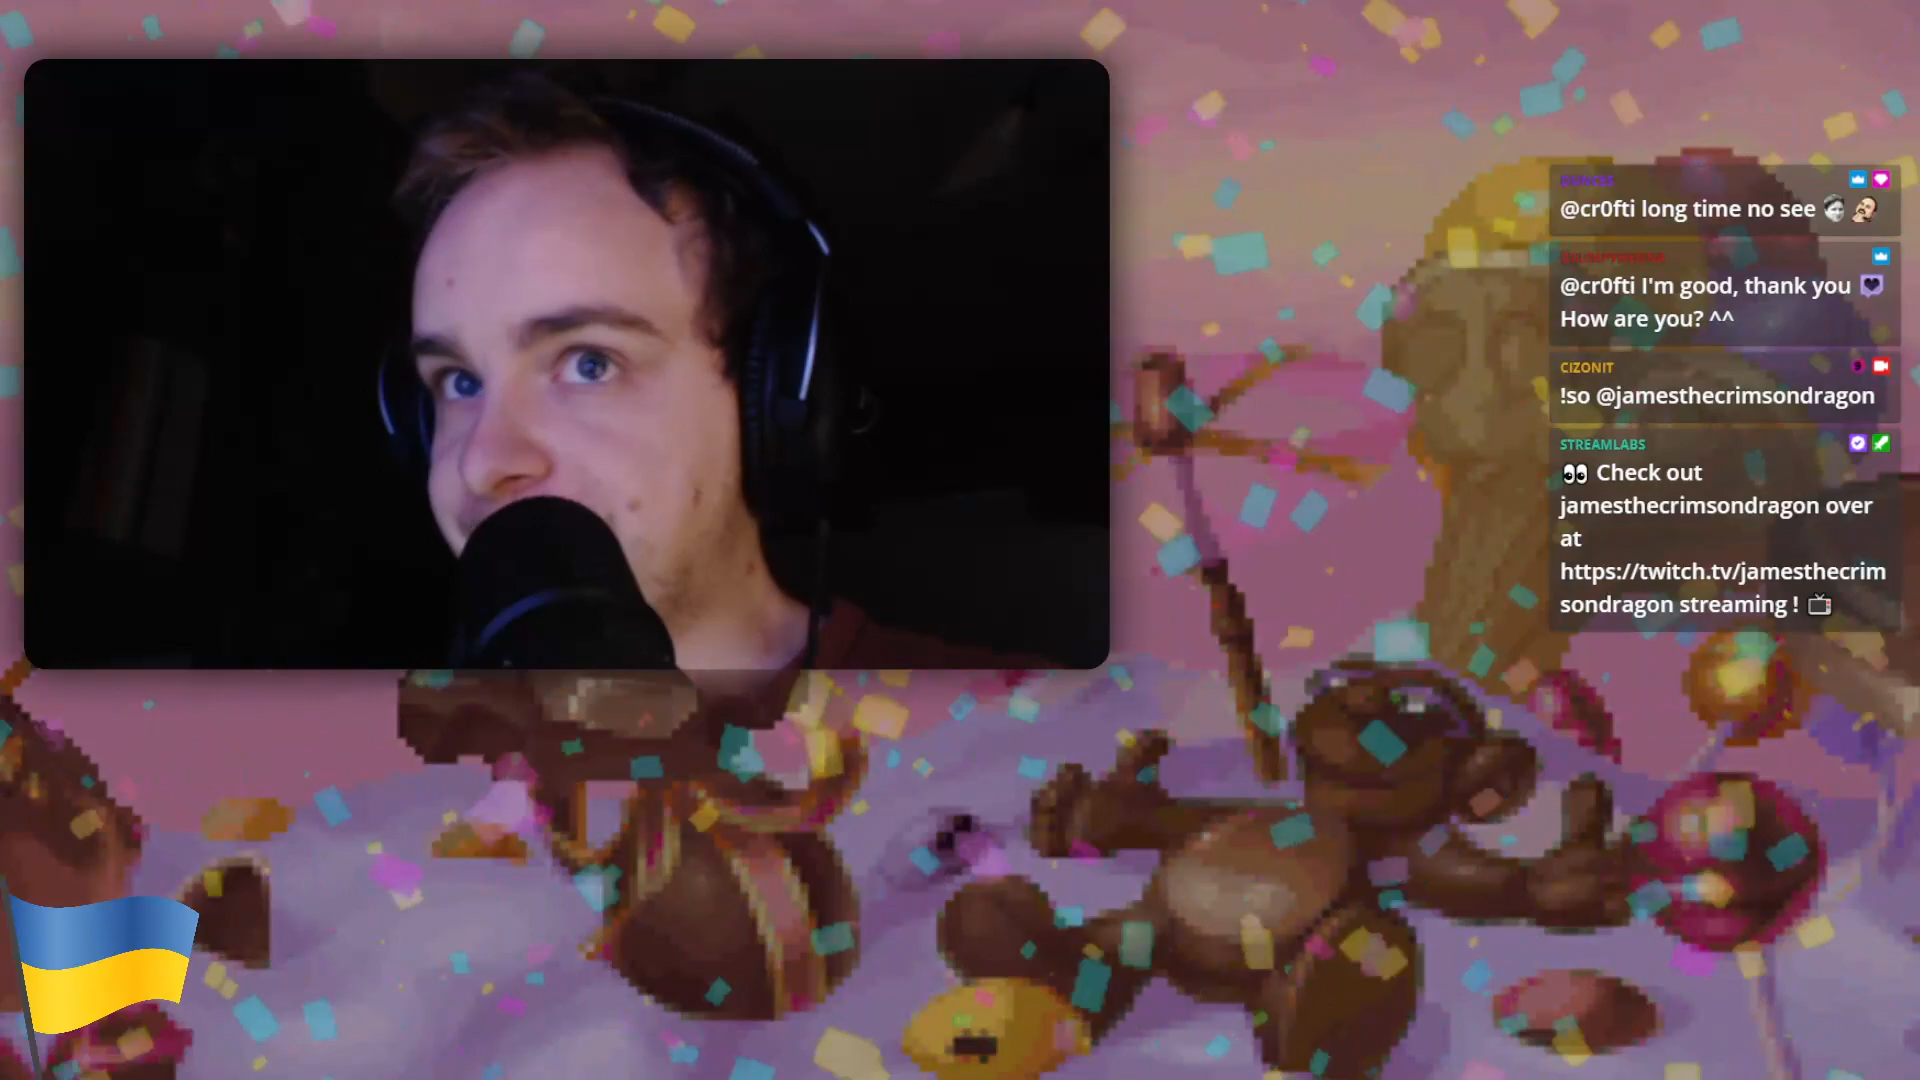 @cr0fti long time no see
@cr0fti I'm good, thank you
How are you? ^^
CIZONIT
!so @jamesthecrimsondragon
STREAMLABS
👀 Check out
jamesthecrimsondragon over
at
https://twitch.tv/jamesthecrim
sondragon streaming ! 📺